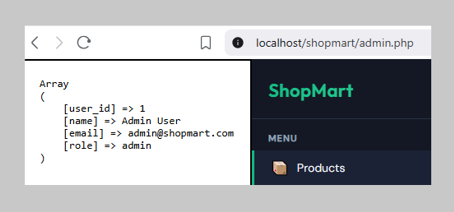 localhost/shopmart/admin.php
Array
(
    [user_id] => 1
    [name] => Admin User
    [email] => admin@shopmart.com
    [role] => admin
)
ShopMart
MENU
Products